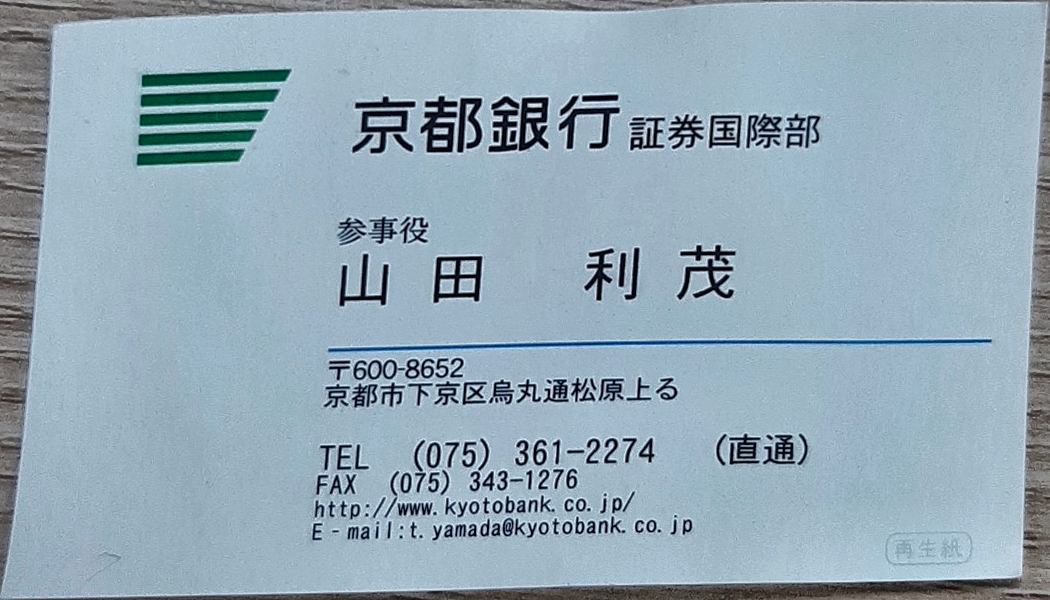 京都銀行 証券国際部
参事役
山田 利茂
〒600-8652
京都市下京区烏丸通松原上る
TEL (075) 361-2274 (直通)
FAX (075) 343-1276
http://www.kyotobank.co.jp/
E-mail:t.yamada@kyotobank.co.jp
再生紙